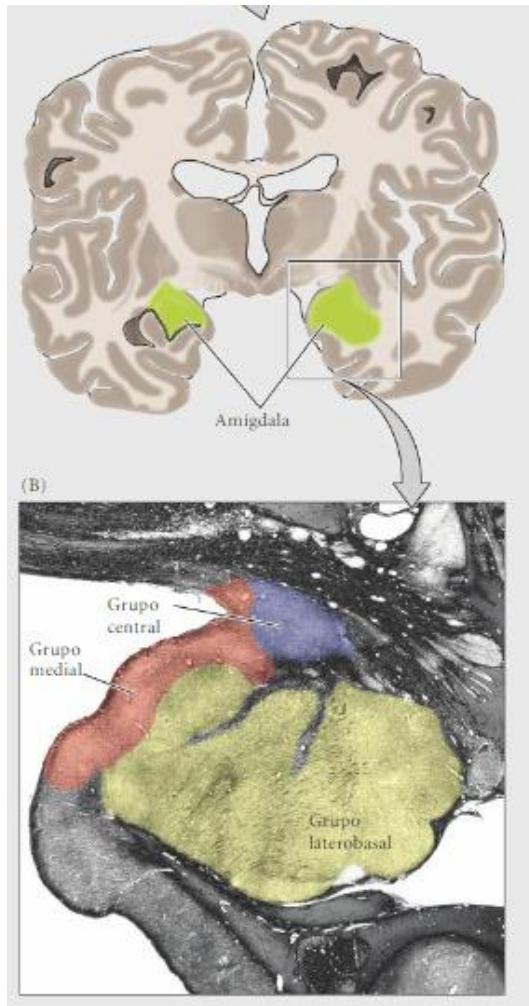 Amígdala
(B)
Grupo
central
Grupo
medial
Grupo
laterobasal